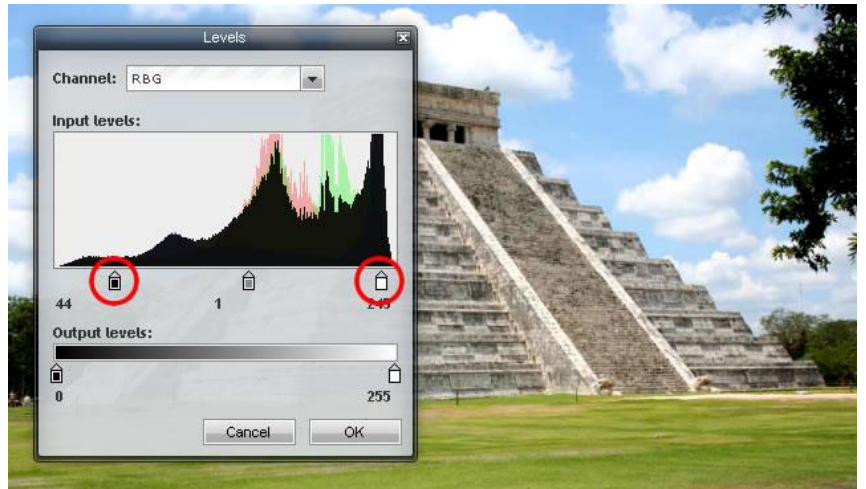 Levels
Channel: RBG
Input levels:
44 1 245
Output levels:
0 255
Cancel OK